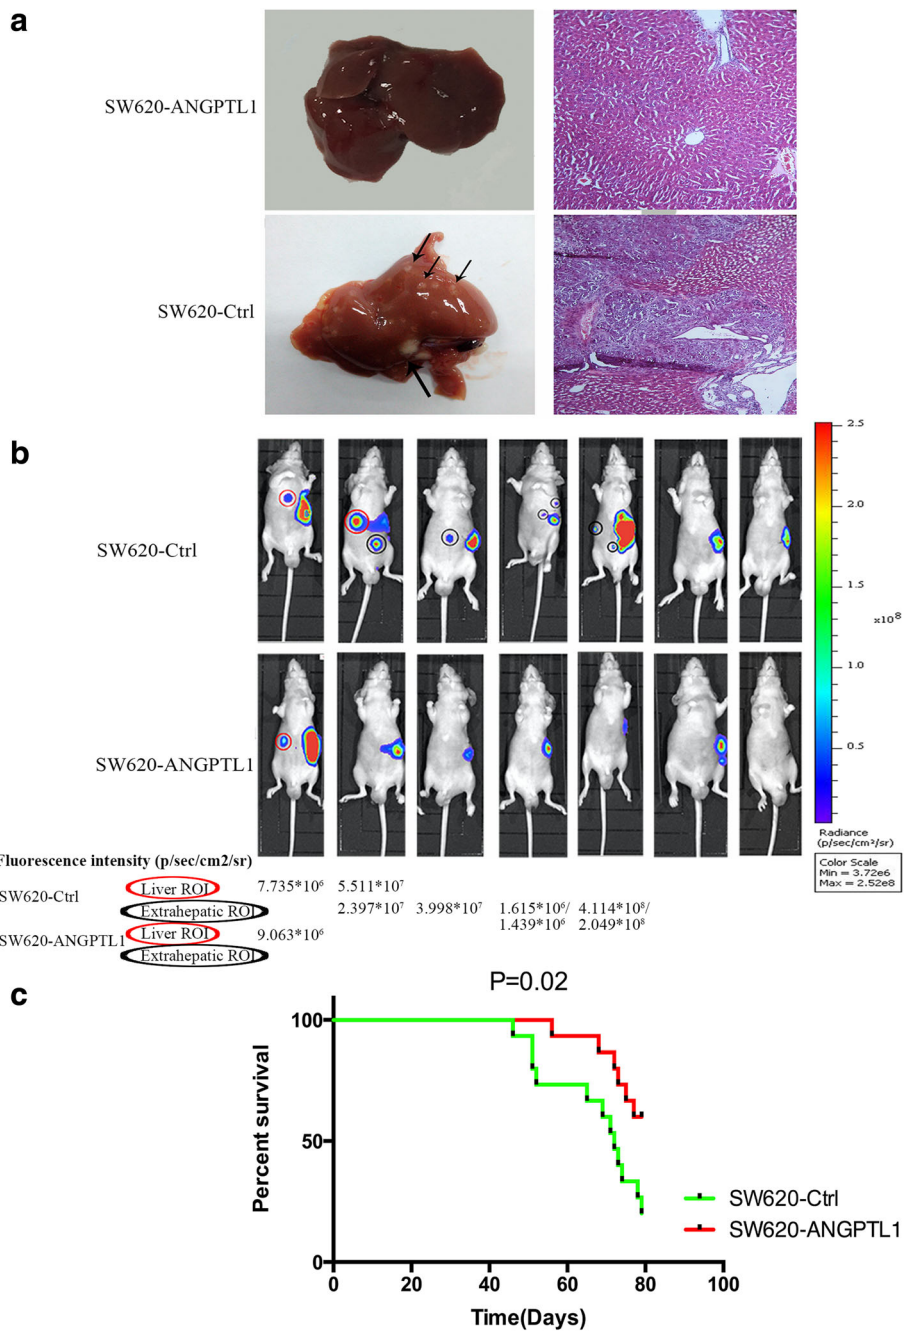 a
SW620-ANGPTL1
SW620-Ctrl
b
SW620-Ctrl
SW620-ANGPTL1
2.5
2.0
1.5
x10⁸
1.0
0.5
Radiance
(p/sec/cm²/sr)
Color Scale
Min = 3.72e6
Max = 2.52e8
Fluorescence intensity (p/sec/cm2/sr)
SW620-Ctrl
Liver ROI 7.735*10⁶ 5.511*10⁷
Extrahepatic ROI 2.397*10⁷ 3.998*10⁷ 1.615*10⁶/ 4.114*10⁸/
1.439*10⁶ 2.049*10⁸
SW620-ANGPTL1
Liver ROI 9.063*10⁶
Extrahepatic ROI
c
P=0.02
Percent survival
100
50
0
0 20 40 60 80 100
Time(Days)
SW620-Ctrl
SW620-ANGPTL1